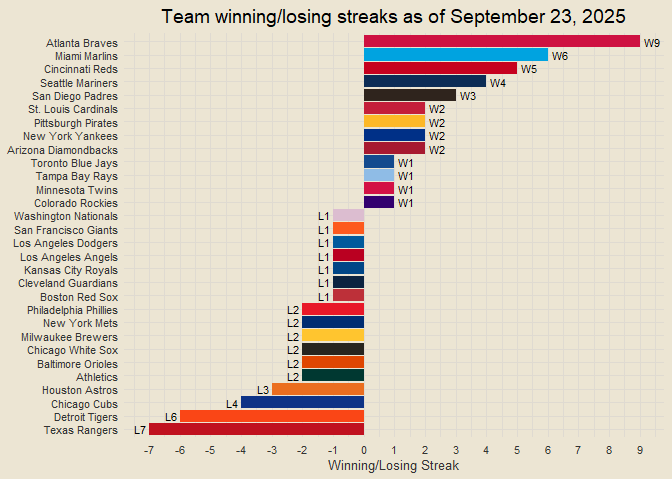 Team winning/losing streaks as of September 23, 2025
Atlanta Braves W9
Miami Marlins W6
Cincinnati Reds W5
Seattle Mariners W4
San Diego Padres W3
St. Louis Cardinals W2
Pittsburgh Pirates W2
New York Yankees W2
Arizona Diamondbacks W2
Toronto Blue Jays W1
Tampa Bay Rays W1
Minnesota Twins W1
Colorado Rockies W1
Washington Nationals L1
San Francisco Giants L1
Los Angeles Dodgers L1
Los Angeles Angels L1
Kansas City Royals L1
Cleveland Guardians L1
Boston Red Sox L1
Philadelphia Phillies L2
New York Mets L2
Milwaukee Brewers L2
Chicago White Sox L2
Baltimore Orioles L2
Athletics L2
Houston Astros L3
Chicago Cubs L4
Detroit Tigers L6
Texas Rangers L7
-7 -6 -5 -4 -3 -2 -1 0 1 2 3 4 5 6 7 8 9
Winning/Losing Streak